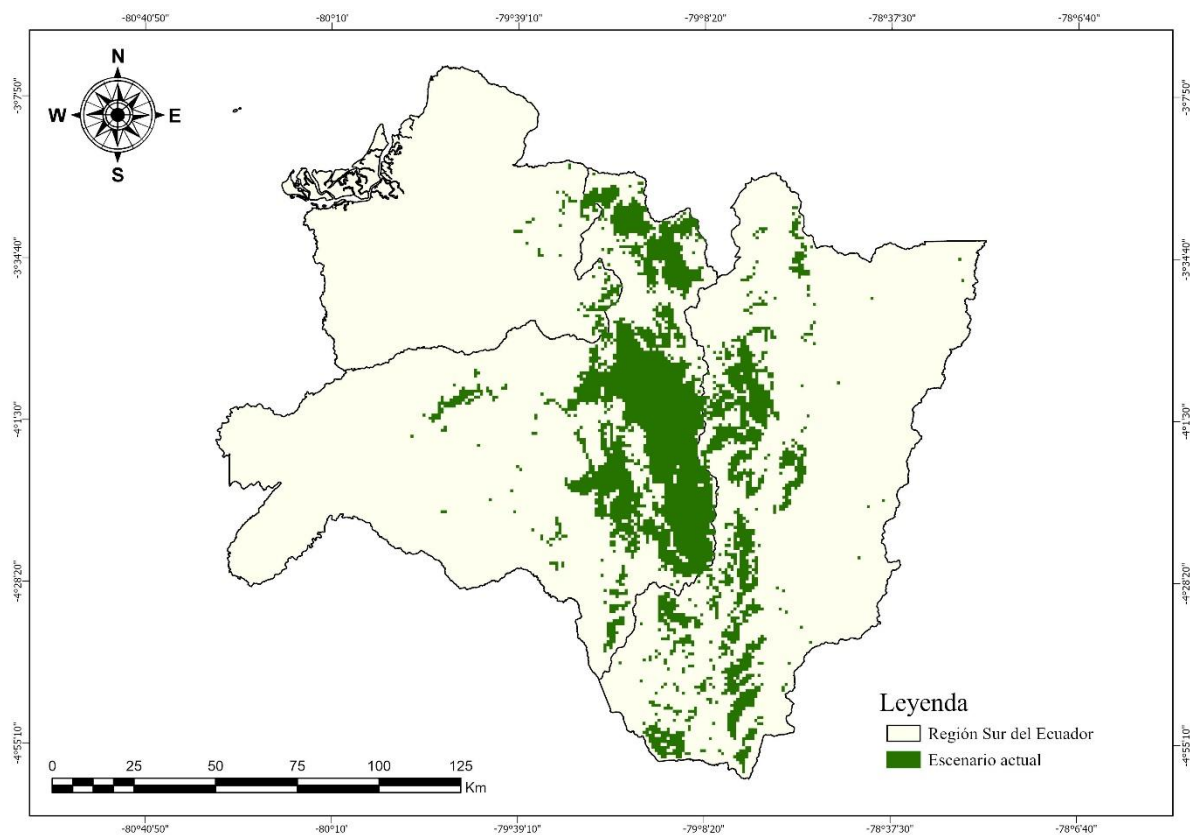 -80°40'50" -80°10' -79°39'10" -79°8'20" -78°37'30" -78°6'40"
N
W E
S
-3°7'50" -3°7'50"
-3°34'40" -3°34'40"
-4°1'30" -4°1'30"
-4°28'20" -4°28'20"
Leyenda
Región Sur del Ecuador
Escenario actual
-4°55'10" -4°55'10"
0 25 50 75 100 125
Km
-80°40'50" -80°10' -79°39'10" -79°8'20" -78°37'30" -78°6'40"